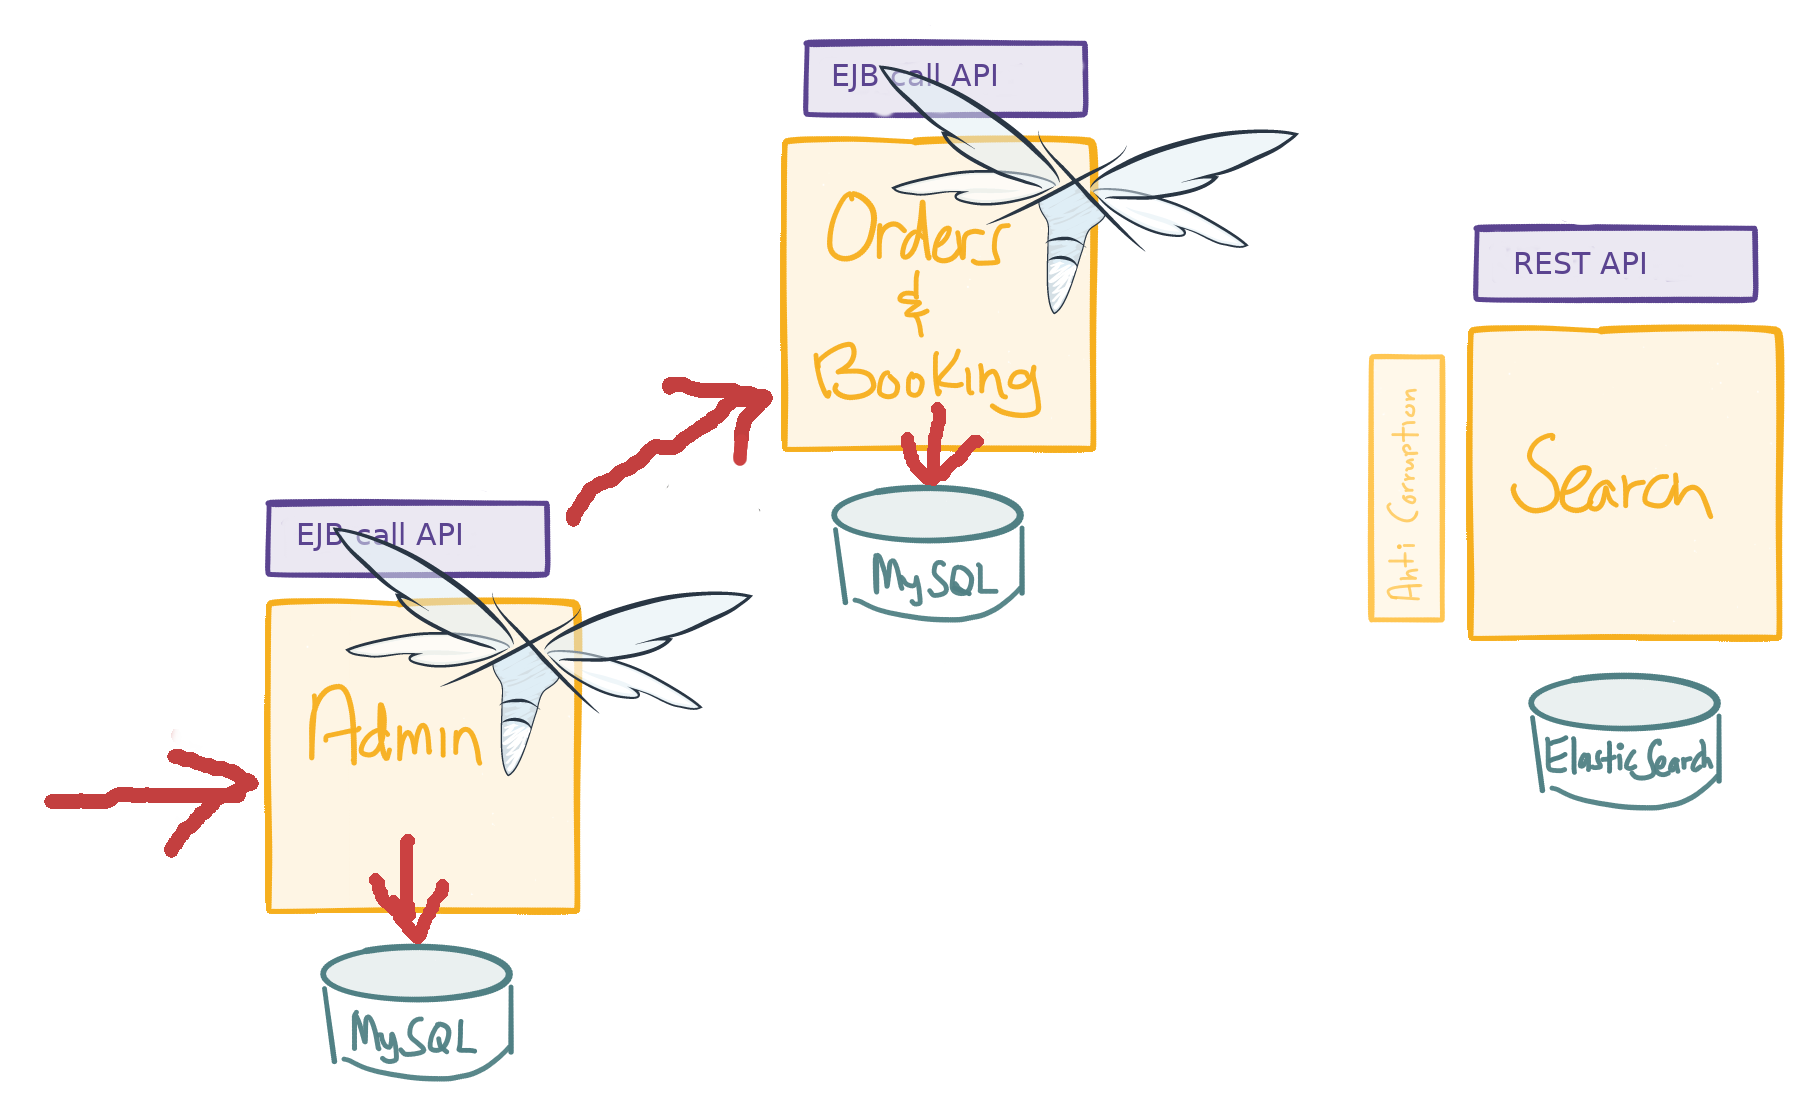 EJB call API
Orders
&
Booking
MySQL
EJB call API
Admin
MySQL
REST API
Anti Corruption
Search
ElasticSearch